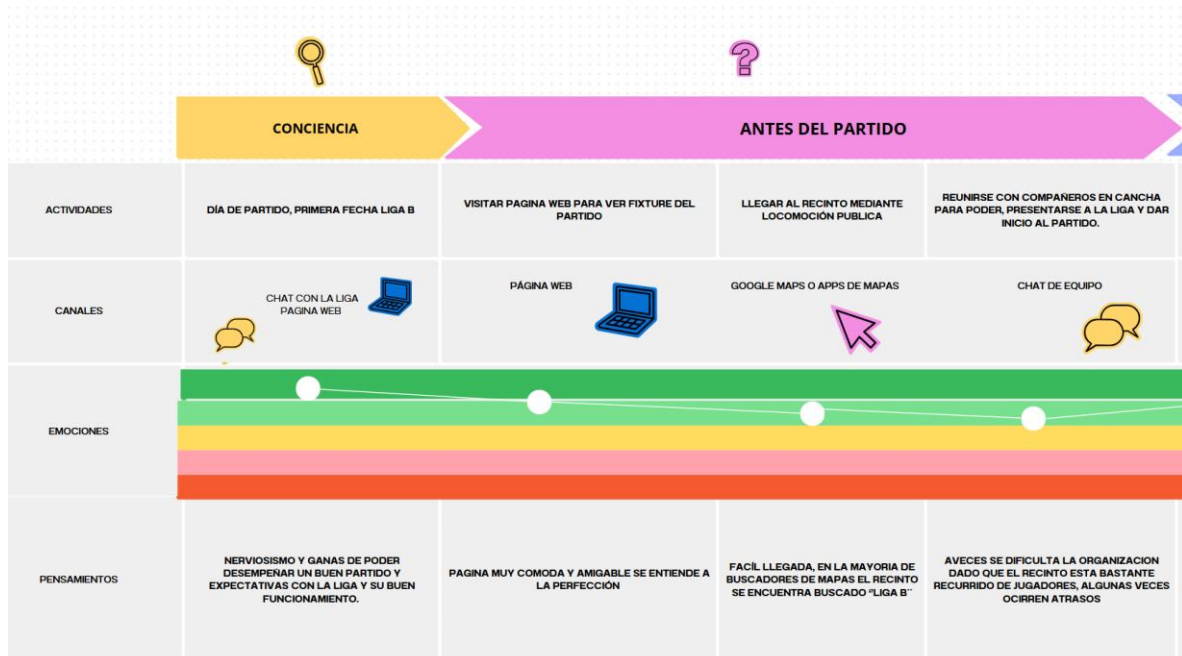 CONCIENCIA
ANTES DEL PARTIDO
ACTIVIDADES
DÍA DE PARTIDO, PRIMERA FECHA LIGA B
VISITAR PAGINA WEB PARA VER FIXTURE DEL
PARTIDO
LLEGAR AL RECINTO MEDIANTE
LOCOMOCIÓN PUBLICA
REUNIRSE CON COMPAÑEROS EN CANCHA
PARA PODER, PRESENTARSE A LA LIGA Y DAR
INICIO AL PARTIDO.
CANALES
CHAT CON LA LIGA
PAGINA WEB
PÁGINA WEB
GOOGLE MAPS O APPS DE MAPAS
CHAT DE EQUIPO
EMOCIONES
PENSAMIENTOS
NERVIOSISMO Y GANAS DE PODER
DESEMPEÑAR UN BUEN PARTIDO Y
EXPECTATIVAS CON LA LIGA Y SU BUEN
FUNCIONAMIENTO.
PAGINA MUY COMODA Y AMIGABLE SE ENTIENDE A
LA PERFECCIÓN
FACÍL LLEGADA, EN LA MAYORIA DE
BUSCADORES DE MAPAS EL RECINTO
SE ENCUENTRA BUSCADO “LIGA B¨
AVECES SE DIFICULTA LA ORGANIZACION
DADO QUE EL RECINTO ESTA BASTANTE
RECURRIDO DE JUGADORES, ALGUNAS VECES
OCIRREN ATRASOS